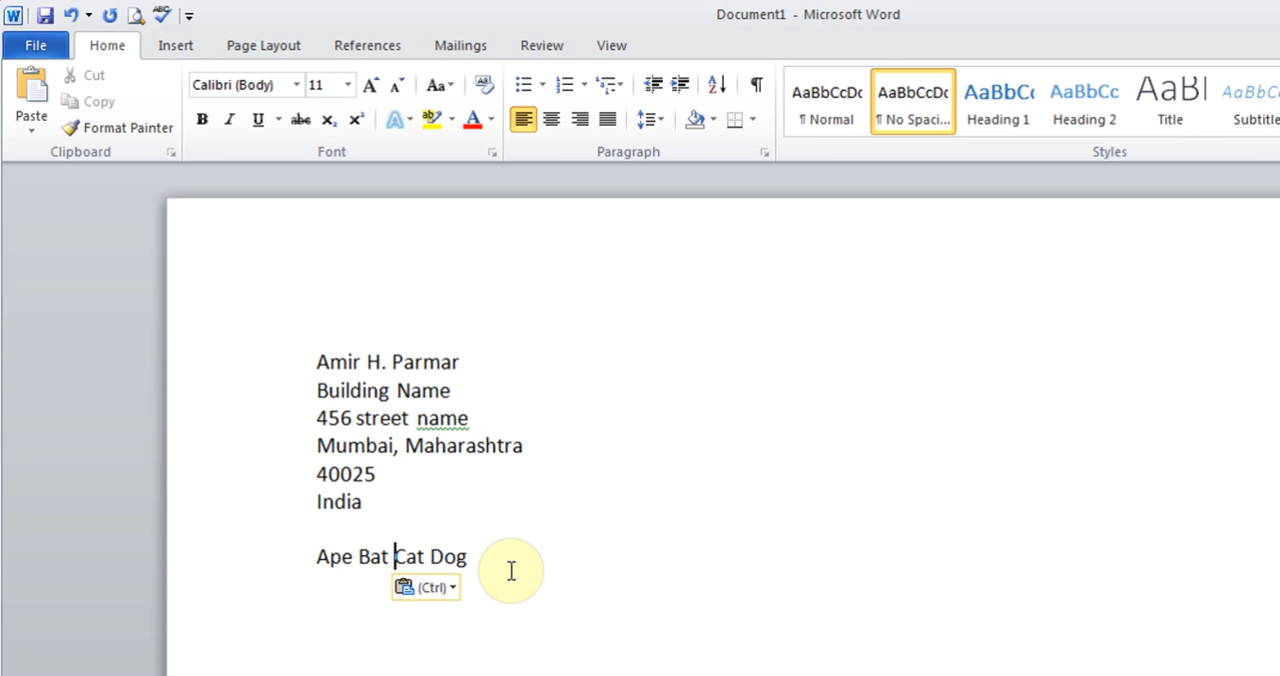 Document1 - Microsoft Word
File Home Insert Page Layout References Mailings Review View
Paste
Cut
Copy
Format Painter
Clipboard
Calibri (Body) 11
Font
Paragraph
AaBbCcDc AaBbCcDc AaBbCc AaBbCc AaBl AaBbCc
¶ Normal ¶ No Spaci... Heading 1 Heading 2 Title Subtitle
Styles
Amir H. Parmar
Building Name
456 street name
Mumbai, Maharashtra
40025
India
Ape Bat Cat Dog
(Ctrl)